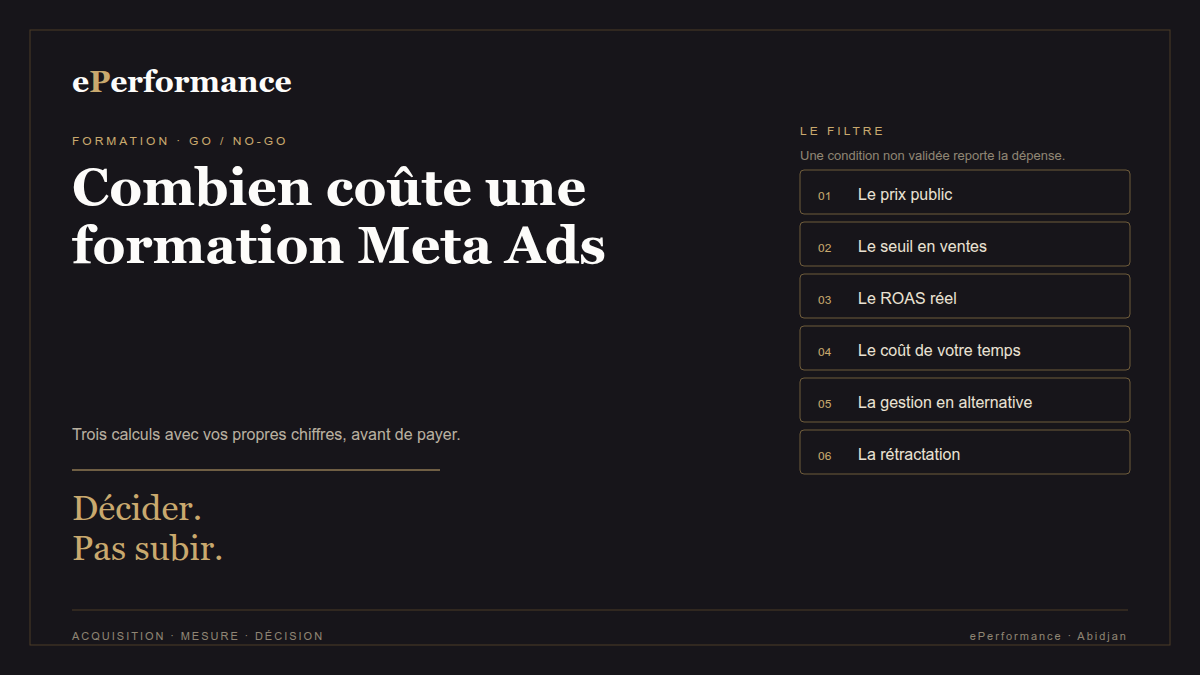 ePerformance
FORMATION · GO / NO-GO
Combien coûte une
formation Meta Ads
Trois calculs avec vos propres chiffres, avant de payer.
Décider.
Pas subir.
LE FILTRE
Une condition non validée reporte la dépense.
01 Le prix public
02 Le seuil en ventes
03 Le ROAS réel
04 Le coût de votre temps
05 La gestion en alternative
06 La rétractation
ACQUISITION · MESURE · DÉCISION
ePerformance · Abidjan